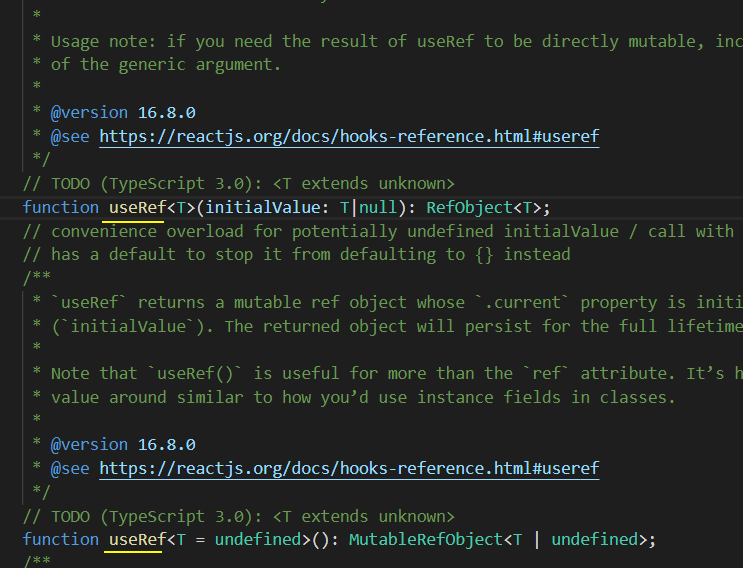 *
* Usage note: if you need the result of useRef to be directly mutable, inc
* of the generic argument.
*
* @version 16.8.0
* @see https://reactjs.org/docs/hooks-reference.html#useref
*/
// TODO (TypeScript 3.0): <T extends unknown>
function useRef<T>(initialValue: T|null): RefObject<T>;
// convenience overload for potentially undefined initialValue / call with
// has a default to stop it from defaulting to {} instead
/**
* `useRef` returns a mutable ref object whose `.current` property is initi
* (`initialValue`). The returned object will persist for the full lifetime
*
* Note that `useRef()` is useful for more than the `ref` attribute. It’s h
* value around similar to how you’d use instance fields in classes.
*
* @version 16.8.0
* @see https://reactjs.org/docs/hooks-reference.html#useref
*/
// TODO (TypeScript 3.0): <T extends unknown>
function useRef<T = undefined>(): MutableRefObject<T | undefined>;
/**